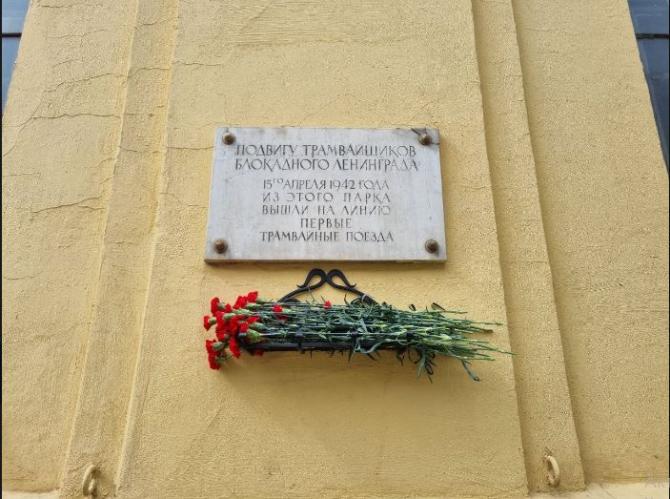 ПОДВИГУ ТРАМВАЙЩИКОВ
БЛОКАДНОГО ЛЕНИНГРАДА
15ГО АПРЕЛЯ 1942 ГОДА
ИЗ ЭТОГО ПАРКА
ВЫШЛИ НА ЛИНИЮ
ПЕРВЫЕ
ТРАМВАЙНЫЕ ПОЕЗДА